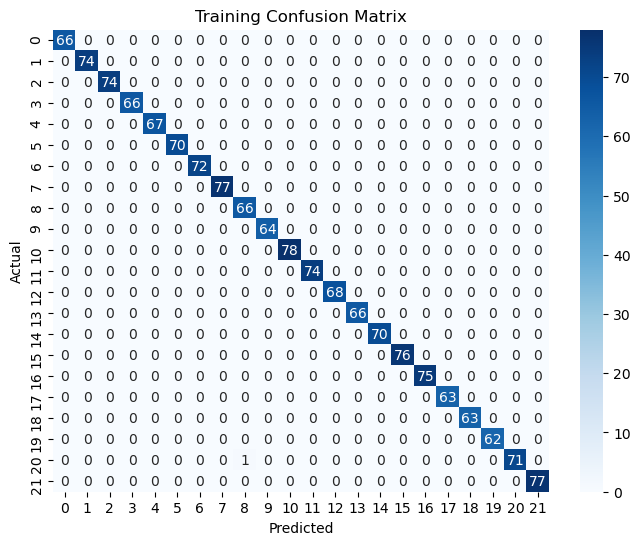 Training Confusion Matrix
0 66 0 0 0 0 0 0 0 0 0 0 0 0 0 0 0 0 0 0 0 0 0
1 0 74 0 0 0 0 0 0 0 0 0 0 0 0 0 0 0 0 0 0 0 0
2 0 0 74 0 0 0 0 0 0 0 0 0 0 0 0 0 0 0 0 0 0 0
3 0 0 0 66 0 0 0 0 0 0 0 0 0 0 0 0 0 0 0 0 0 0
4 0 0 0 0 67 0 0 0 0 0 0 0 0 0 0 0 0 0 0 0 0 0
5 0 0 0 0 0 70 0 0 0 0 0 0 0 0 0 0 0 0 0 0 0 0
6 0 0 0 0 0 0 72 0 0 0 0 0 0 0 0 0 0 0 0 0 0 0
7 0 0 0 0 0 0 0 77 0 0 0 0 0 0 0 0 0 0 0 0 0 0
8 0 0 0 0 0 0 0 0 66 0 0 0 0 0 0 0 0 0 0 0 0 0
9 0 0 0 0 0 0 0 0 0 64 0 0 0 0 0 0 0 0 0 0 0 0
10 0 0 0 0 0 0 0 0 0 0 78 0 0 0 0 0 0 0 0 0 0 0
11 0 0 0 0 0 0 0 0 0 0 0 74 0 0 0 0 0 0 0 0 0 0
12 0 0 0 0 0 0 0 0 0 0 0 0 68 0 0 0 0 0 0 0 0 0
13 0 0 0 0 0 0 0 0 0 0 0 0 0 66 0 0 0 0 0 0 0 0
14 0 0 0 0 0 0 0 0 0 0 0 0 0 0 70 0 0 0 0 0 0 0
15 0 0 0 0 0 0 0 0 0 0 0 0 0 0 0 76 0 0 0 0 0 0
16 0 0 0 0 0 0 0 0 0 0 0 0 0 0 0 0 75 0 0 0 0 0
17 0 0 0 0 0 0 0 0 0 0 0 0 0 0 0 0 0 63 0 0 0 0
18 0 0 0 0 0 0 0 0 0 0 0 0 0 0 0 0 0 0 63 0 0 0
19 0 0 0 0 0 0 0 0 0 0 0 0 0 0 0 0 0 0 0 62 0 0
20 0 0 0 0 0 0 0 0 1 0 0 0 0 0 0 0 0 0 0 0 71 0
21 0 0 0 0 0 0 0 0 0 0 0 0 0 0 0 0 0 0 0 0 0 77
0 1 2 3 4 5 6 7 8 9 10 11 12 13 14 15 16 17 18 19 20 21
Predicted
Actual
70
60
50
40
30
20
10
0